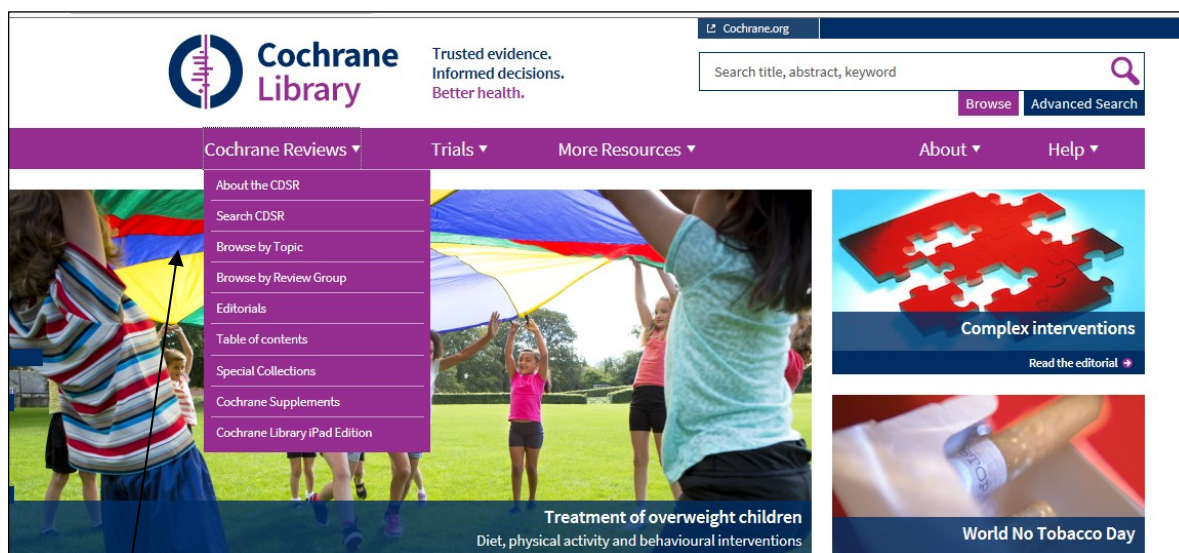 Cochrane.org
Cochrane
Library
Trusted evidence.
Informed decisions.
Better health.
Search title, abstract, keyword
Browse
Advanced Search
Cochrane Reviews
Trials
More Resources
About
Help
About the CDSR
Search CDSR
Browse by Topic
Browse by Review Group
Editorials
Table of contents
Special Collections
Cochrane Supplements
Cochrane Library iPad Edition
Treatment of overweight children
Diet, physical activity and behavioural interventions
Complex interventions
Read the editorial
STOP
World No Tobacco Day